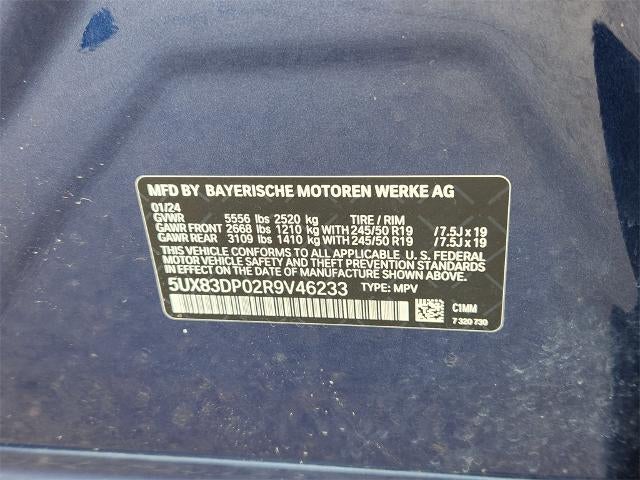 MFD BY BAYERISCHE MOTOREN WERKE AG
01/24
GVWR 5556 lbs 2520 kg TIRE / RIM
GAWR FRONT 2668 lbs 1210 kg WITH 245/50 R19 /7.5J x 19
GAWR REAR 3109 lbs 1410 kg WITH 245/50 R19 /7.5J x 19
THIS VEHICLE CONFORMS TO ALL APPLICABLE U. S. FEDERAL
MOTOR VEHICLE SAFETY AND THEFT PREVENTION STANDARDS
IN EFFECT ON THE DATE OF MANUFACTURE SHOWN ABOVE.
5UX83DP02R9V46233 TYPE: MPV
C1MM
7 320 730